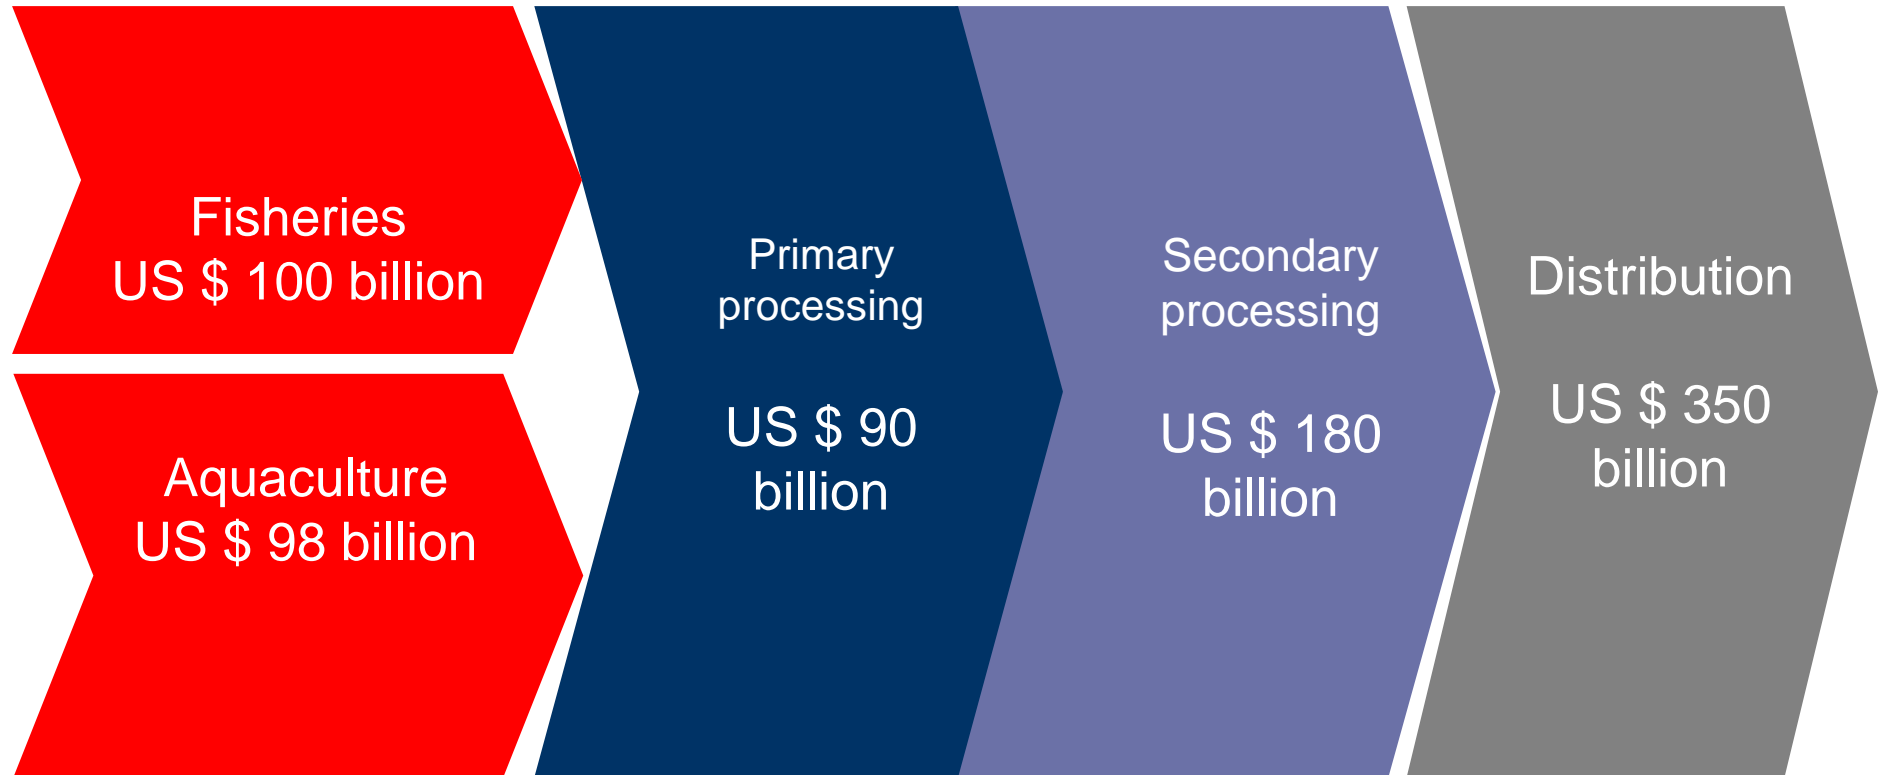 Fisheries
US $ 100 billion
Aquaculture
US $ 98 billion
Primary
processing
US $ 90
billion
Secondary
processing
US $ 180
billion
Distribution
US $ 350
billion